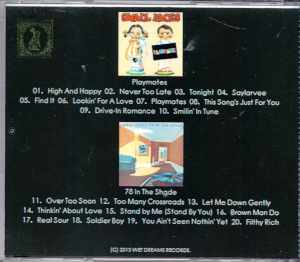 SMALL FACES
Playmates
01. High And Happy 02. Never Too Late 03. Tonight 04. Saylarvee
05. Find It 06. Lookin' For A Love 07. Playmates 08. This Song's Just For You
09. Drive-In Romance 10. Smilin' In Tune
78 In The Shade
11. Over Too Soon 12. Too Many Crossroads 13. Let Me Down Gently
14. Thinkin' About Love 15. Stand By Me (Stand By You) 16. Brown Man Do
17. Real Sour 18. Soldier Boy 19. You Ain't Seen Nothin' Yet 20. Filthy Rich
(C) 2013 WET DREAMS RECORDS.